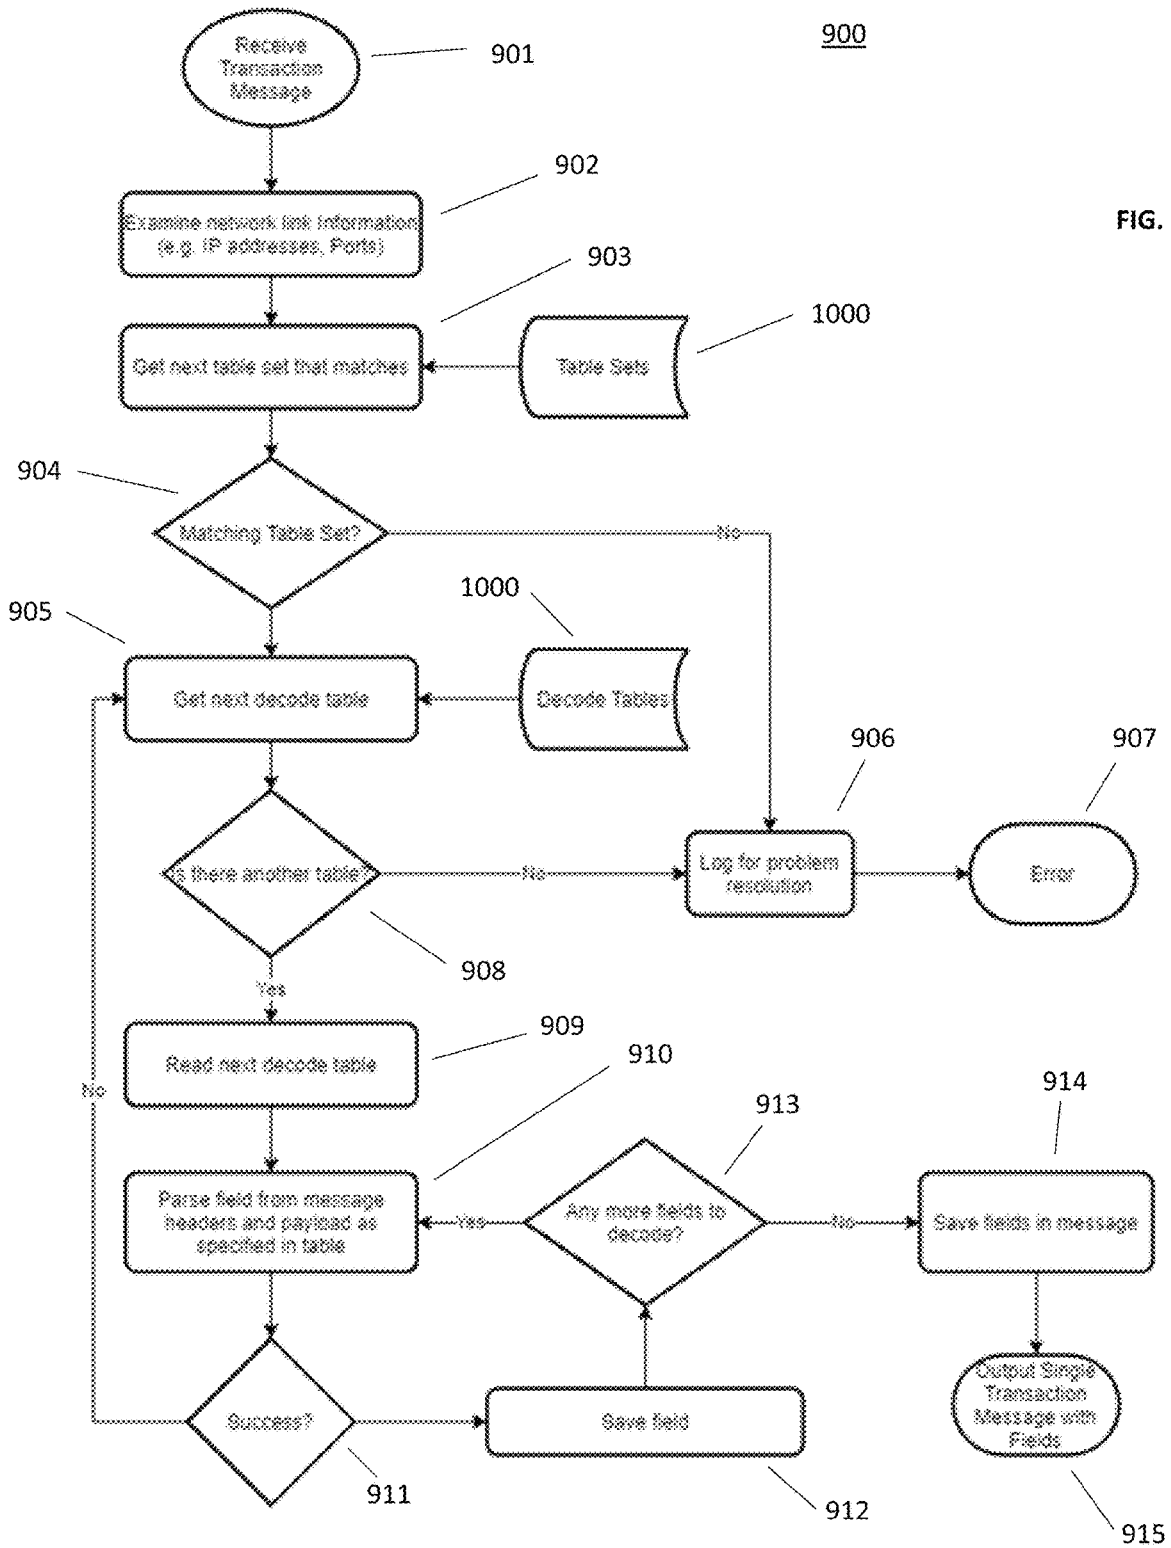 900
Receive
Transaction
Message
901
902
Examine network link Information
(e.g. IP addresses, Ports)
FIG.
903
Get next table set that matches
Table Sets
1000
904
Matching Table Set?
No
905
1000
Get next decode table
Decode Tables
906
907
Is there another table?
No
Log for problem
resolution
Error
908
Yes
909
Read next decode table
910
No
913
914
Parse field from message
headers and payload as
specified in table
Yes
Any more fields to
decode?
No
Save fields in message
Success?
911
Save field
912
Output Single
Transaction
Message with
Fields
915